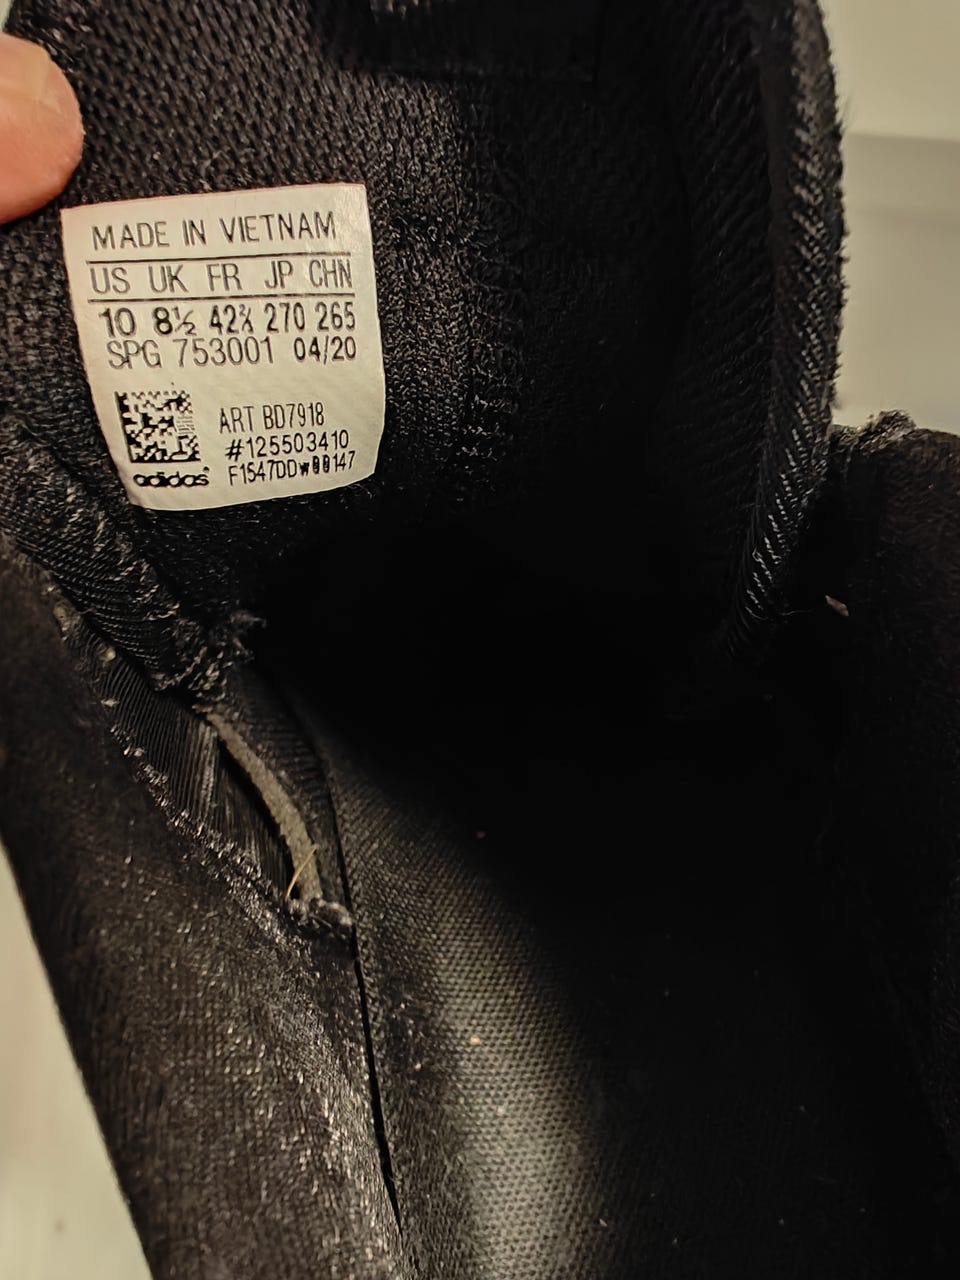 MADE IN VIETNAM
US UK FR JP CHN
10 8½ 42⅔ 270 265
SPG 753001 04/20
ART BD7918
#125503410
adidas